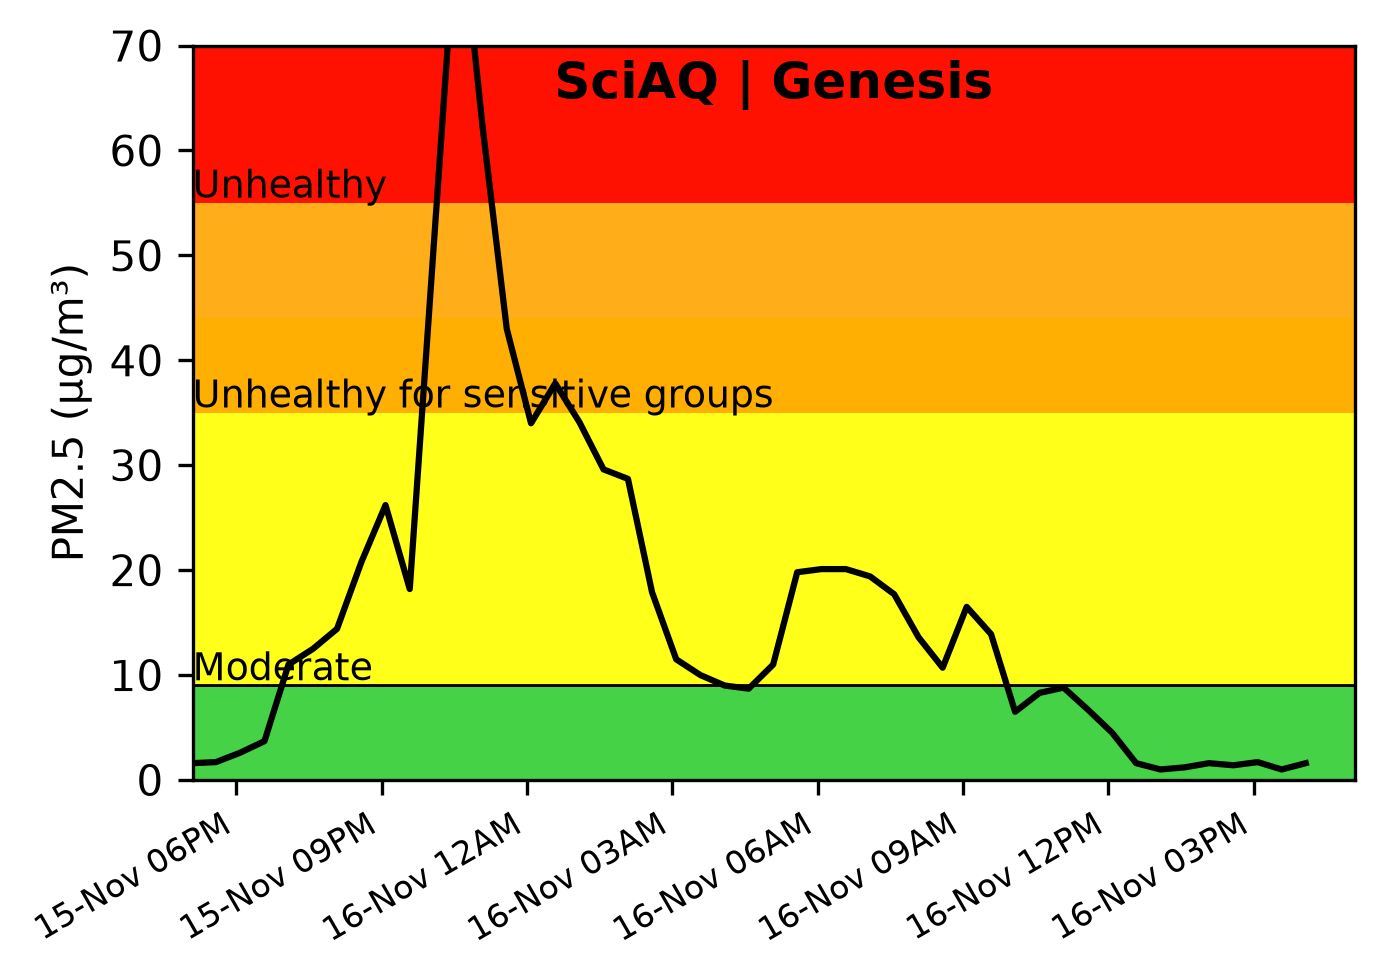 SciAQ | Genesis
PM2.5 (µg/m³)
70
60
Unhealthy
50
40
Unhealthy for sensitive groups
30
20
Moderate
10
0
15-Nov 06PM
15-Nov 09PM
16-Nov 12AM
16-Nov 03AM
16-Nov 06AM
16-Nov 09AM
16-Nov 12PM
16-Nov 03PM